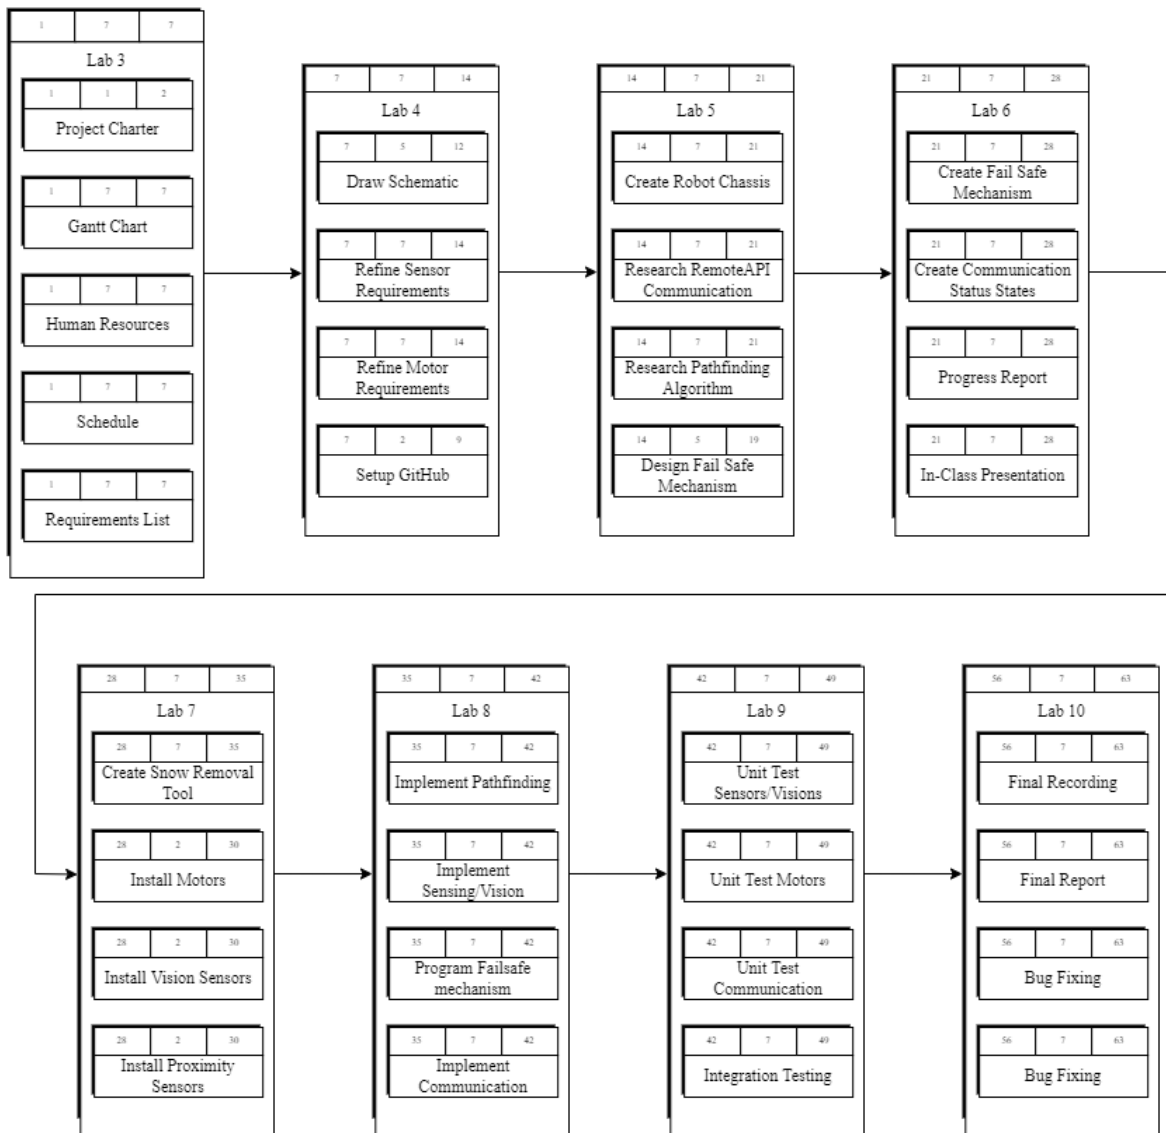 1 7 7
Lab 3
1 1 2
Project Charter
1 7 7
Gantt Chart
1 7 7
Human Resources
1 7 7
Schedule
1 7 7
Requirements List
7 7 14
Lab 4
7 5 12
Draw Schematic
7 7 14
Refine Sensor
Requirements
7 7 14
Refine Motor
Requirements
7 2 9
Setup GitHub
14 7 21
Lab 5
14 7 21
Create Robot Chassis
14 7 21
Research RemoteAPI
Communication
14 7 21
Research Pathfinding
Algorithm
14 5 19
Design Fail Safe
Mechanism
21 7 28
Lab 6
21 7 28
Create Fail Safe
Mechanism
21 7 28
Create Communication
Status States
21 7 28
Progress Report
21 7 28
In-Class Presentation
28 7 35
Lab 7
28 7 35
Create Snow Removal
Tool
28 2 30
Install Motors
28 2 30
Install Vision Sensors
28 2 30
Install Proximity
Sensors
35 7 42
Lab 8
35 7 42
Implement Pathfinding
35 7 42
Implement
Sensing/Vision
35 7 42
Program Failsafe
mechanism
35 7 42
Implement
Communication
42 7 49
Lab 9
42 7 49
Unit Test
Sensors/Visions
42 7 49
Unit Test Motors
42 7 49
Unit Test
Communication
42 7 49
Integration Testing
56 7 63
Lab 10
56 7 63
Final Recording
56 7 63
Final Report
56 7 63
Bug Fixing
56 7 63
Bug Fixing